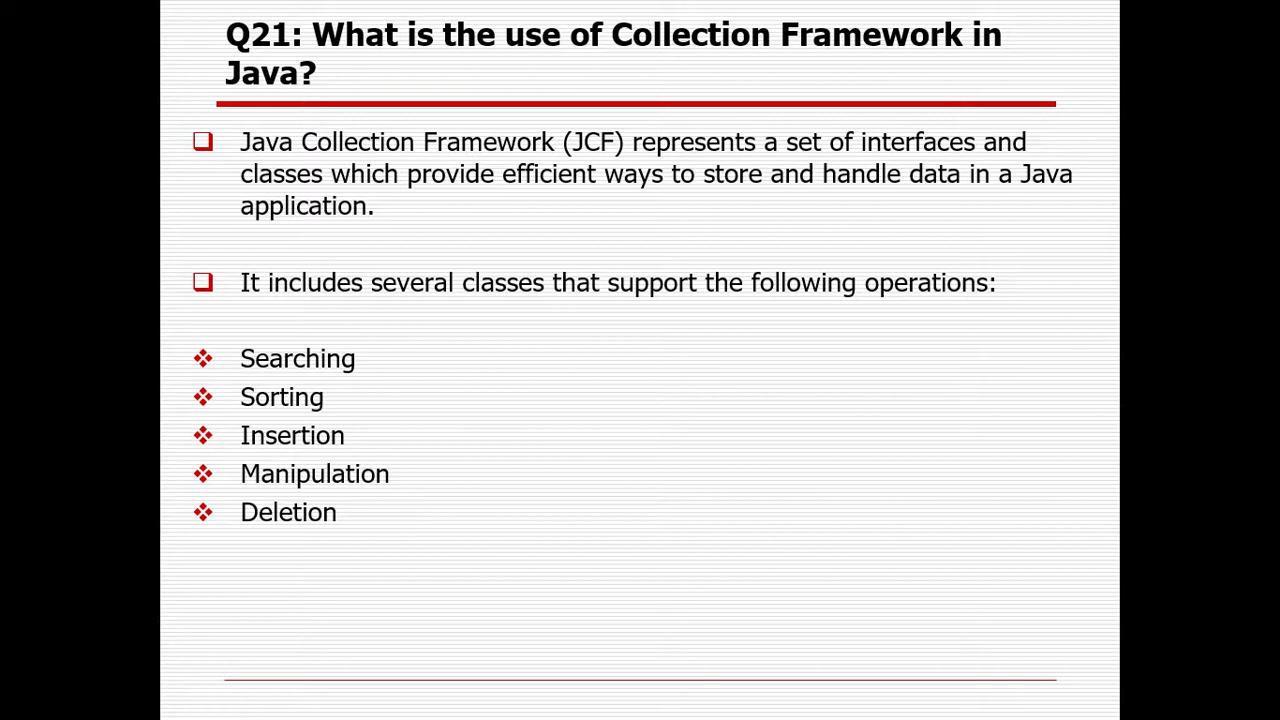 Q21: What is the use of Collection Framework in
Java?
Java Collection Framework (JCF) represents a set of interfaces and
classes which provide efficient ways to store and handle data in a Java
application.
It includes several classes that support the following operations:
Searching
Sorting
Insertion
Manipulation
Deletion